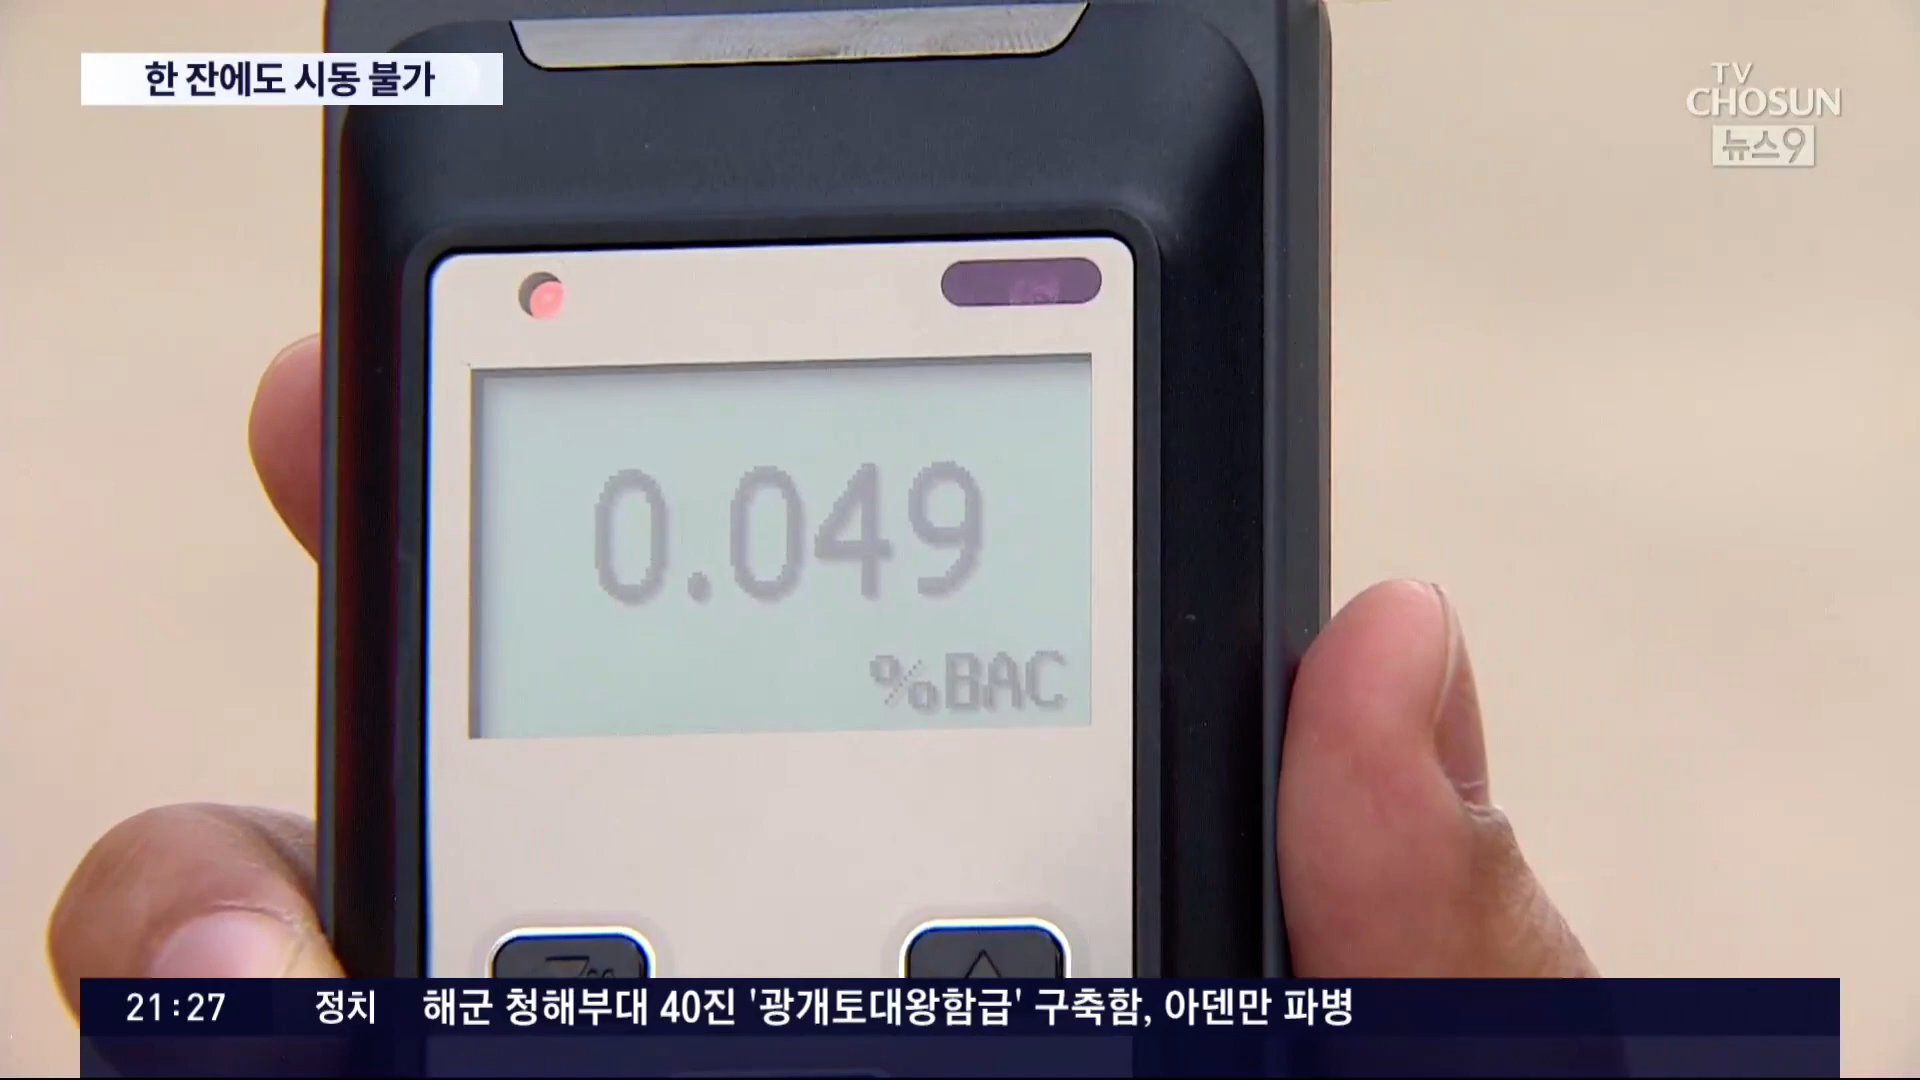 한 잔에도 시동 불가
TV
CHOSUN
뉴스9
0.049
%BAC
21:27 정치 해군 청해부대 40진 '광개토대왕함급' 구축함, 아덴만 파병